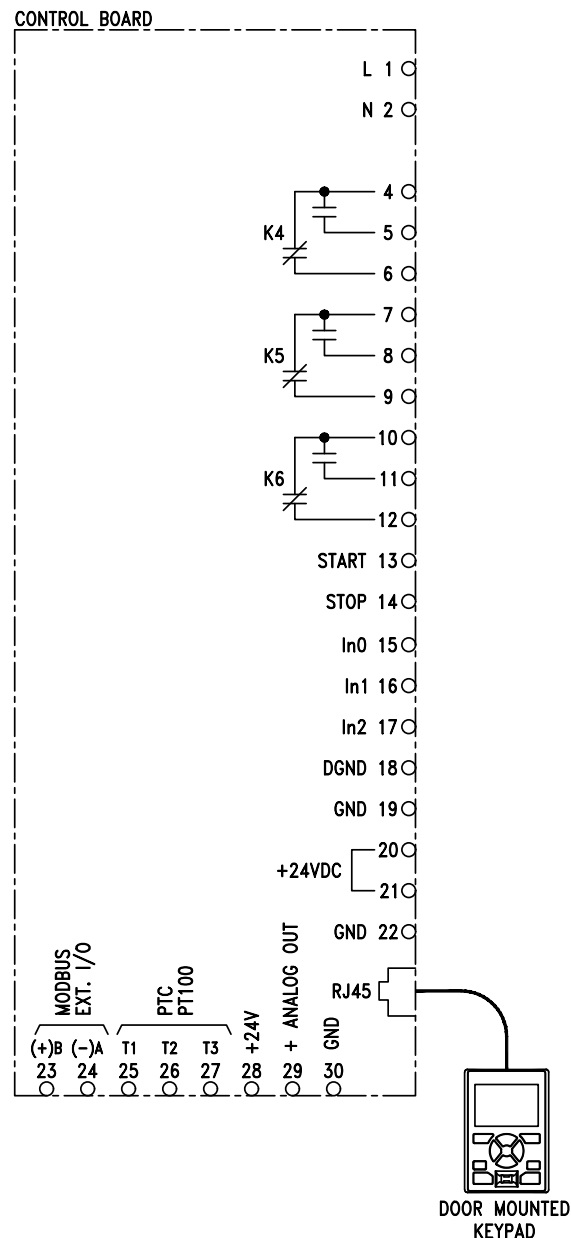 CONTROL BOARD
L 1
N 2
4
K4
5
6
7
K5
8
9
10
K6
11
12
START 13
STOP 14
In0 15
In1 16
In2 17
DGND 18
GND 19
20
+24VDC
21
GND 22
RJ45
MODBUS
EXT. I/O
PTC
PT100
+24V
+ ANALOG OUT
GND
(+)B (-)A T1 T2 T3
23 24 25 26 27 28 29 30
DOOR MOUNTED
KEYPAD